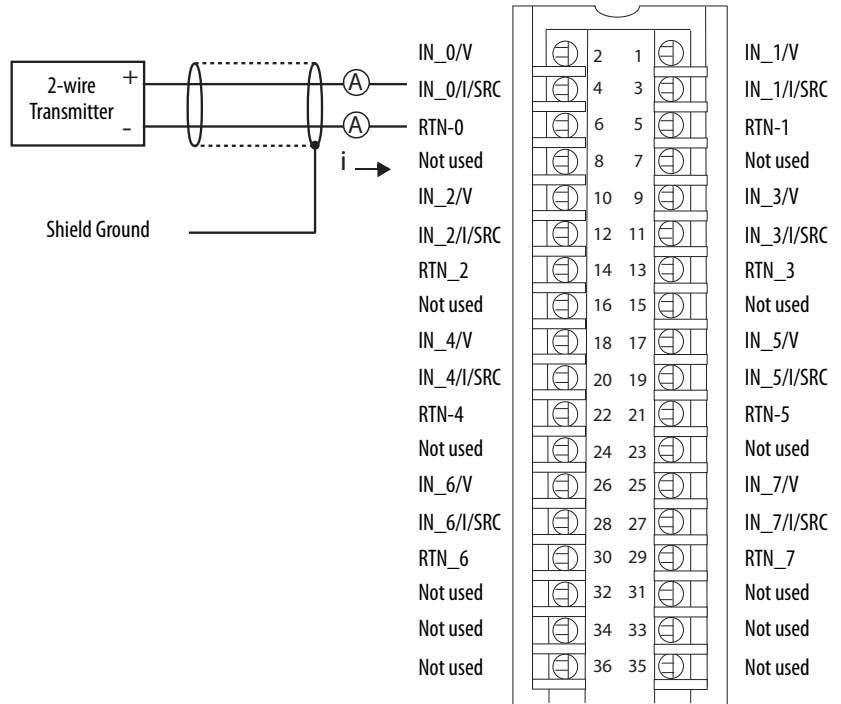 IN_0/V 2 1 IN_1/V
2-wire Transmitter
+
-
A
A
i
Shield Ground
IN_0/I/SRC 4 3 IN_1/I/SRC
RTN-0 6 5 RTN-1
Not used 8 7 Not used
IN_2/V 10 9 IN_3/V
IN_2/I/SRC 12 11 IN_3/I/SRC
RTN_2 14 13 RTN_3
Not used 16 15 Not used
IN_4/V 18 17 IN_5/V
IN_4/I/SRC 20 19 IN_5/I/SRC
RTN-4 22 21 RTN-5
Not used 24 23 Not used
IN_6/V 26 25 IN_7/V
IN_6/I/SRC 28 27 IN_7/I/SRC
RTN_6 30 29 RTN_7
Not used 32 31 Not used
Not used 34 33 Not used
Not used 36 35 Not used